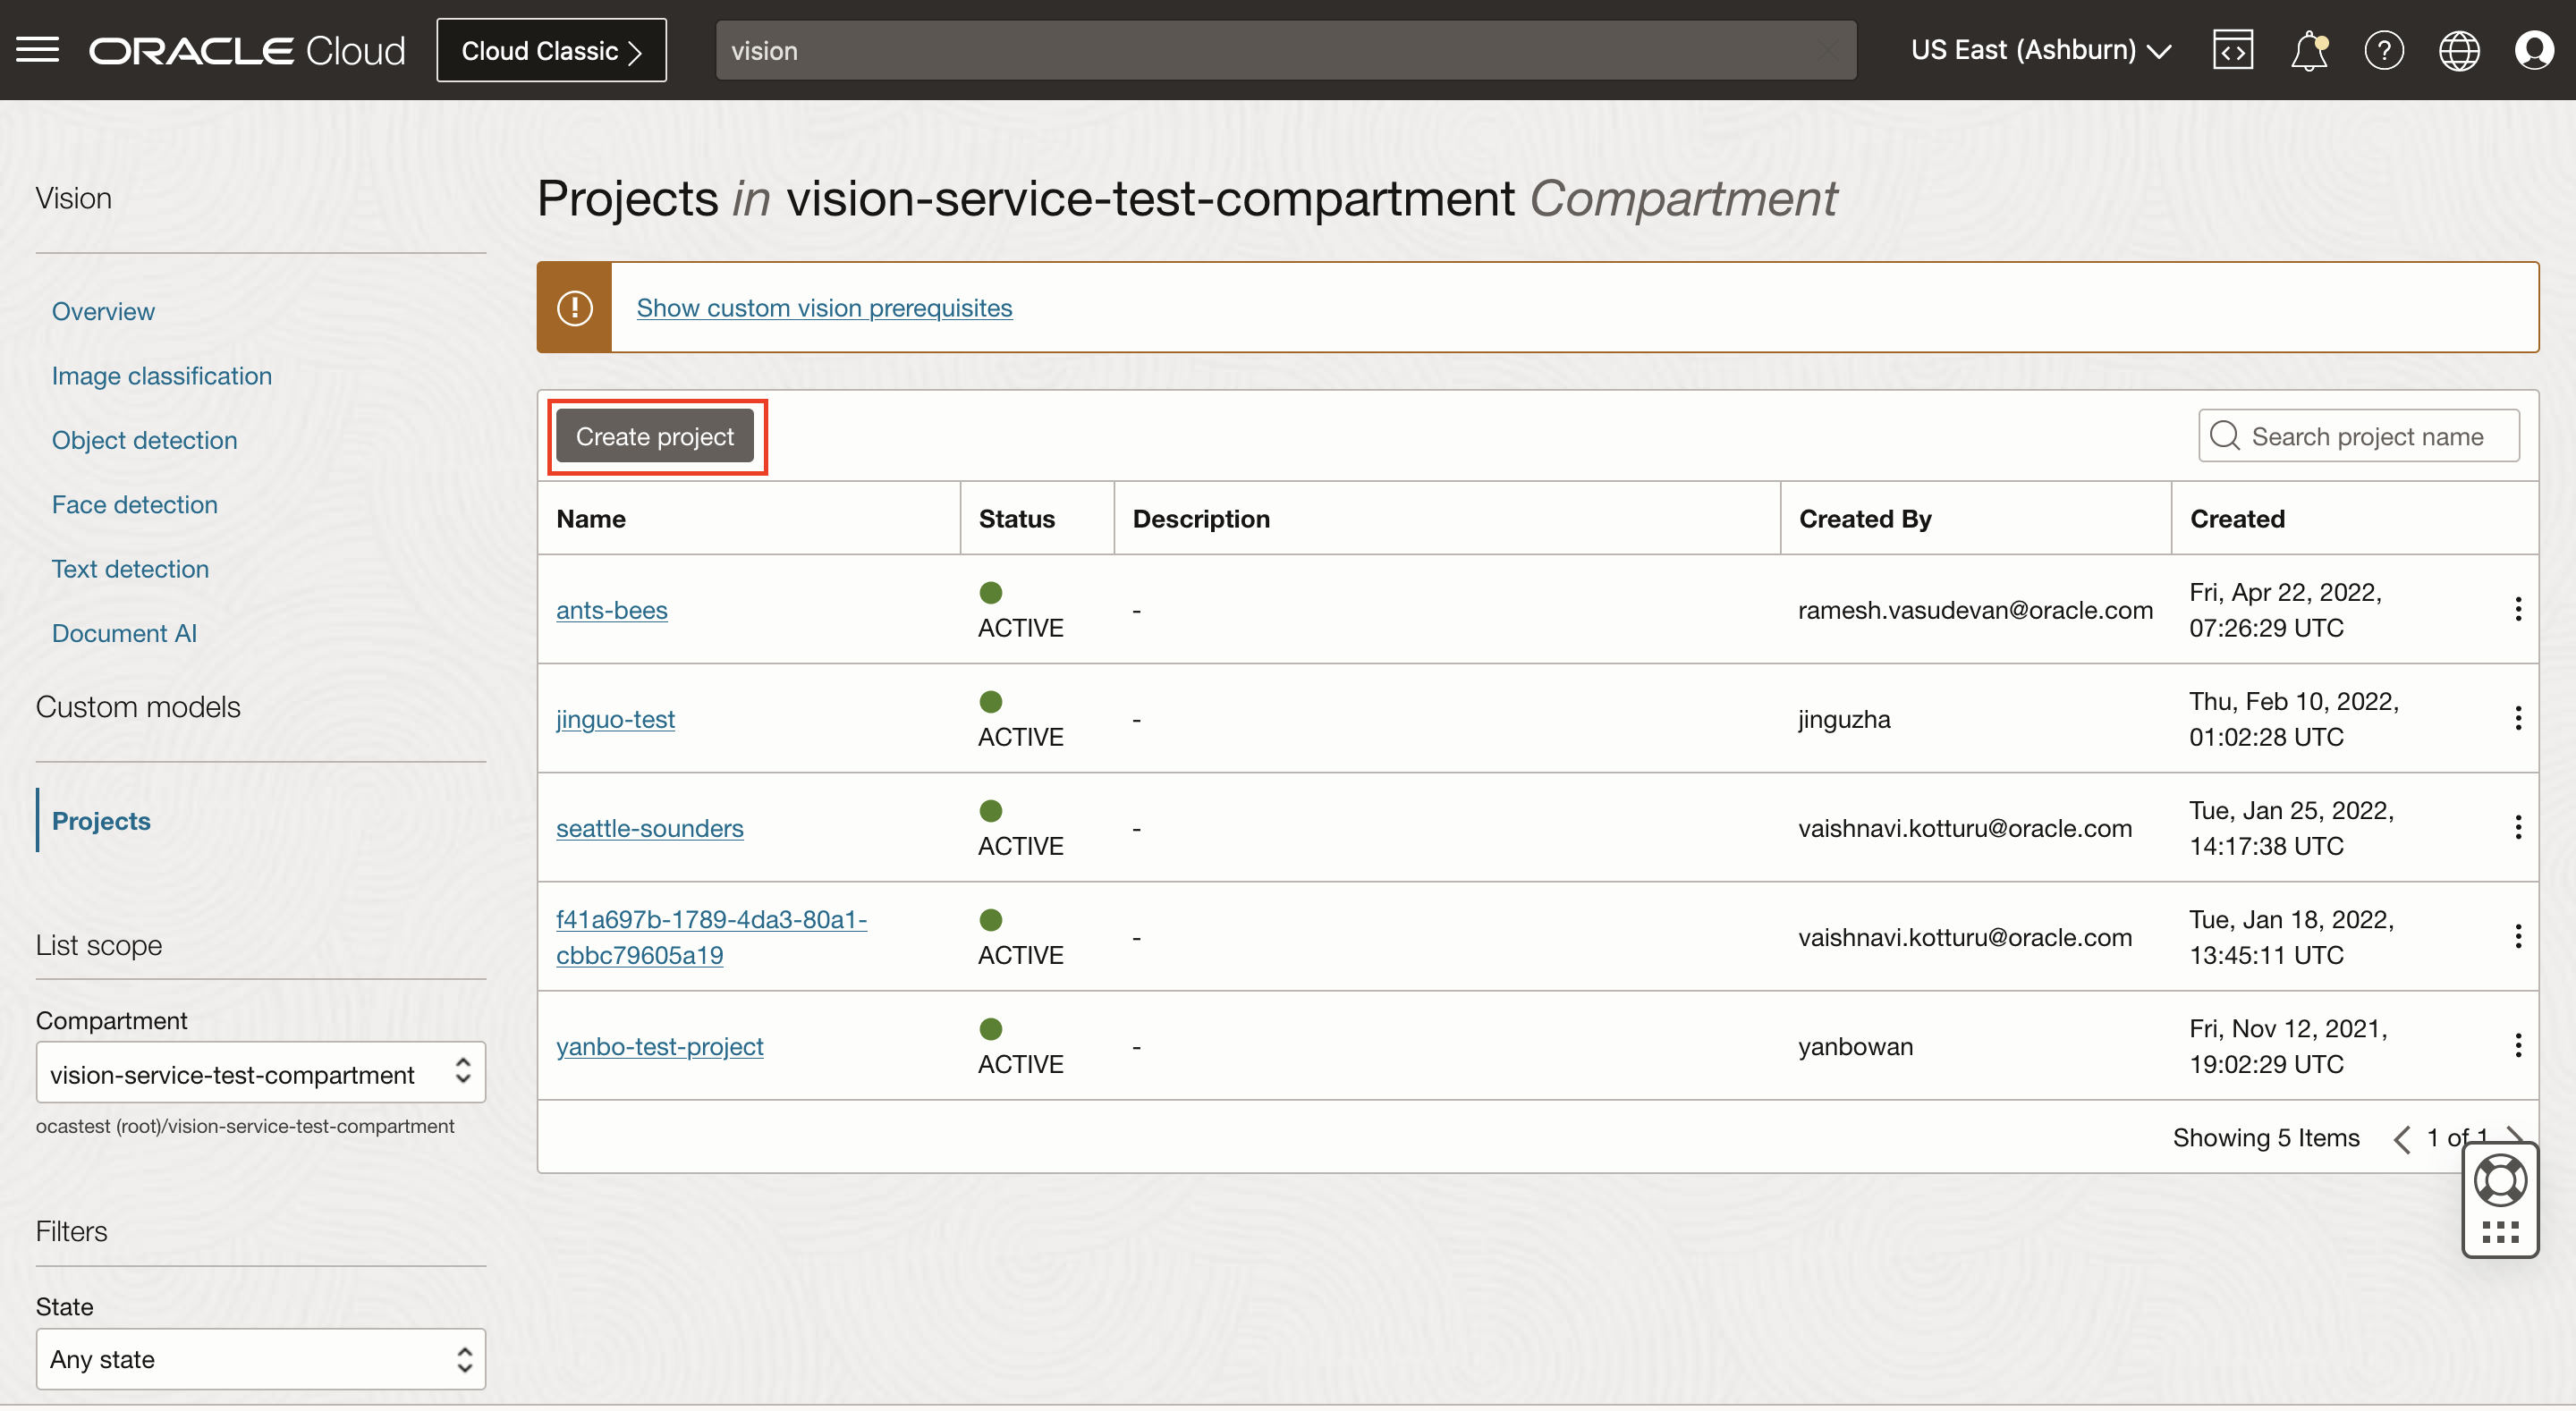 ORACLE Cloud
Cloud Classic
vision
US East (Ashburn)
Vision
Overview
Image classification
Object detection
Face detection
Text detection
Document AI
Custom models
Projects
List scope
Compartment
vision-service-test-compartment
ocastest (root)/vision-service-test-compartment
Filters
State
Any state
Projects in vision-service-test-compartment Compartment
Show custom vision prerequisites
Create project
Search project name
Name Status Description Created By Created
ants-bees ACTIVE - ramesh.vasudevan@oracle.com Fri, Apr 22, 2022,
07:26:29 UTC
jinguo-test ACTIVE - jinguzha Thu, Feb 10, 2022,
01:02:28 UTC
seattle-sounders ACTIVE - vaishnavi.kotturu@oracle.com Tue, Jan 25, 2022,
14:17:38 UTC
f41a697b-1789-4da3-80a1-
cbbc79605a19 ACTIVE - vaishnavi.kotturu@oracle.com Tue, Jan 18, 2022,
13:45:11 UTC
yanbo-test-project ACTIVE - yanbowan Fri, Nov 12, 2021,
19:02:29 UTC
Showing 5 Items 1 of 1